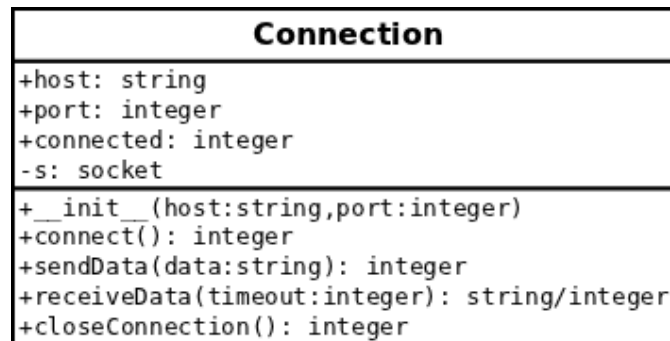 Connection
+host: string
+port: integer
+connected: integer
-s: socket
+__init__(host:string,port:integer)
+connect(): integer
+sendData(data:string): integer
+receiveData(timeout:integer): string/integer
+closeConnection(): integer